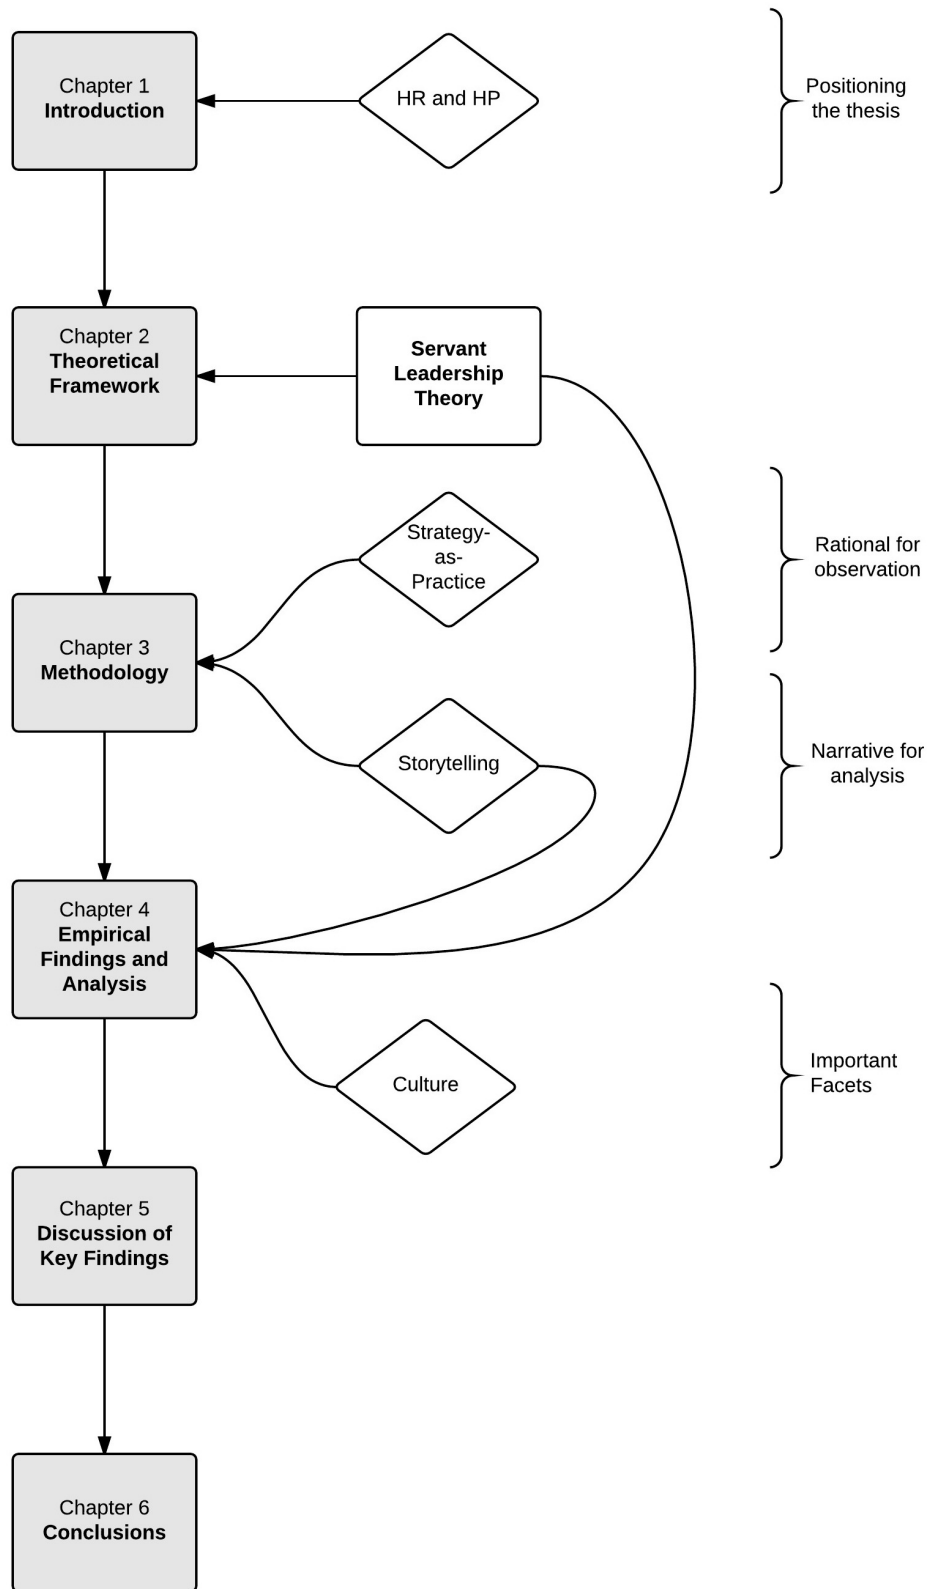 Chapter 1
Introduction
HR and HP
Positioning
the thesis
Chapter 2
Theoretical
Framework
Servant
Leadership
Theory
Strategy-
as-
Practice
Rational for
observation
Chapter 3
Methodology
Storytelling
Narrative for
analysis
Chapter 4
Empirical
Findings and
Analysis
Culture
Important
Facets
Chapter 5
Discussion of
Key Findings
Chapter 6
Conclusions